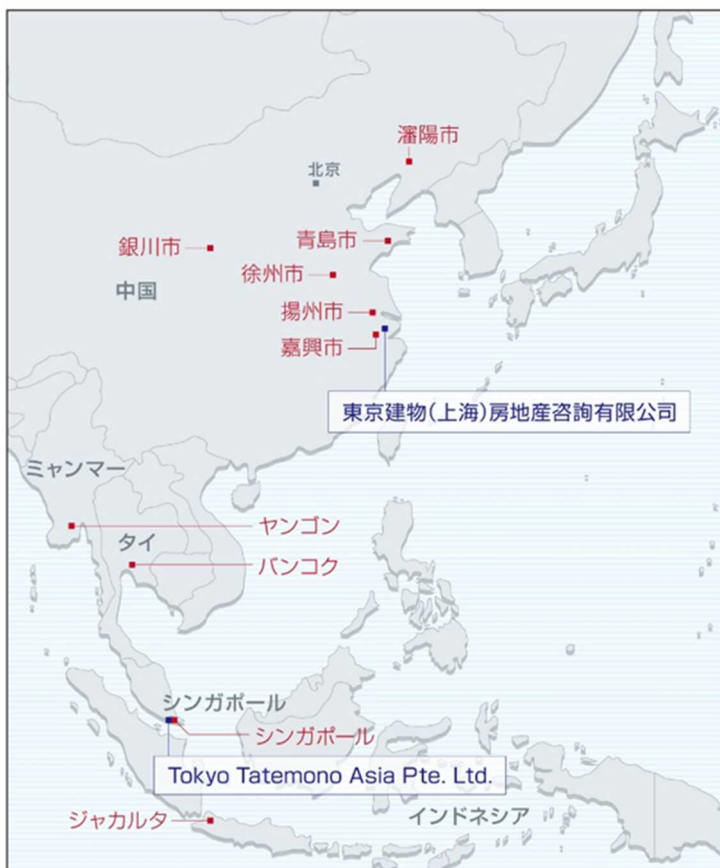 瀋陽市
北京
銀川市
青島市
徐州市
中国
揚州市
嘉興市
東京建物(上海)房地産咨詢有限公司
ミャンマー
ヤンゴン
タイ
バンコク
シンガポール
シンガポール
Tokyo Tatemono Asia Pte. Ltd.
ジャカルタ
インドネシア